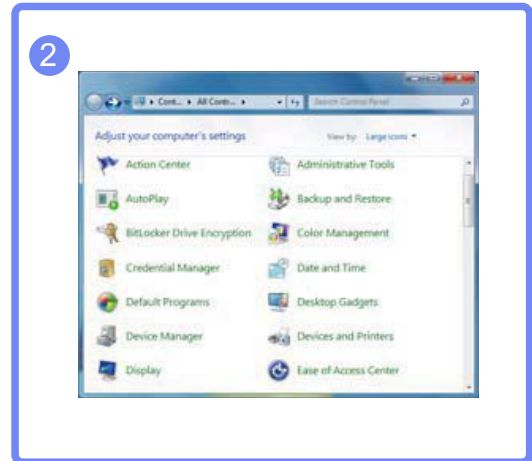 2
Cont... All Contr...
Search Control Panel
Adjust your computer's settings
View by: Large icons
Action Center
Administrative Tools
AutoPlay
Backup and Restore
BitLocker Drive Encryption
Color Management
Credential Manager
Date and Time
Default Programs
Desktop Gadgets
Device Manager
Devices and Printers
Display
Ease of Access Center